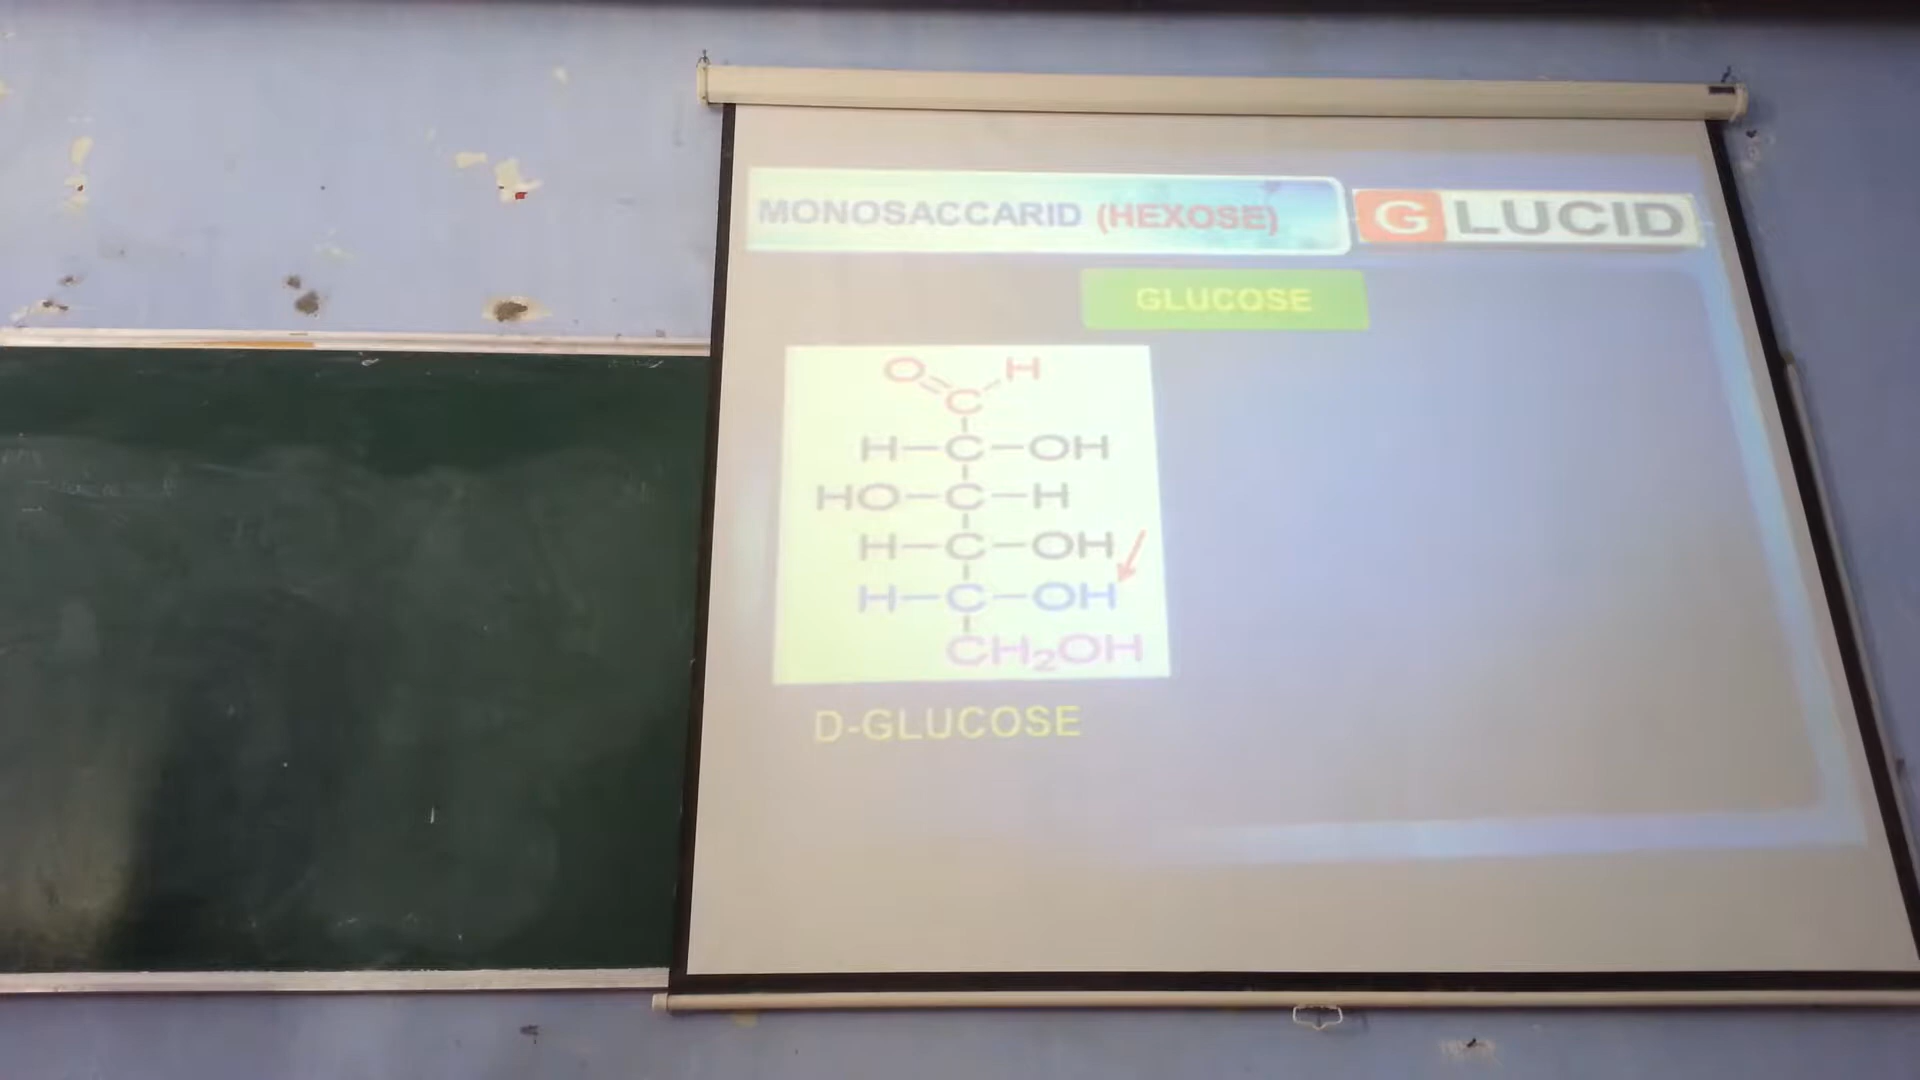 MONOSACCARID (HEXOSE)
GLUCID
GLUCOSE
O H
C
H-C-OH
HO-C-H
H-C-OH
H-C-OH
CH₂OH
D-GLUCOSE